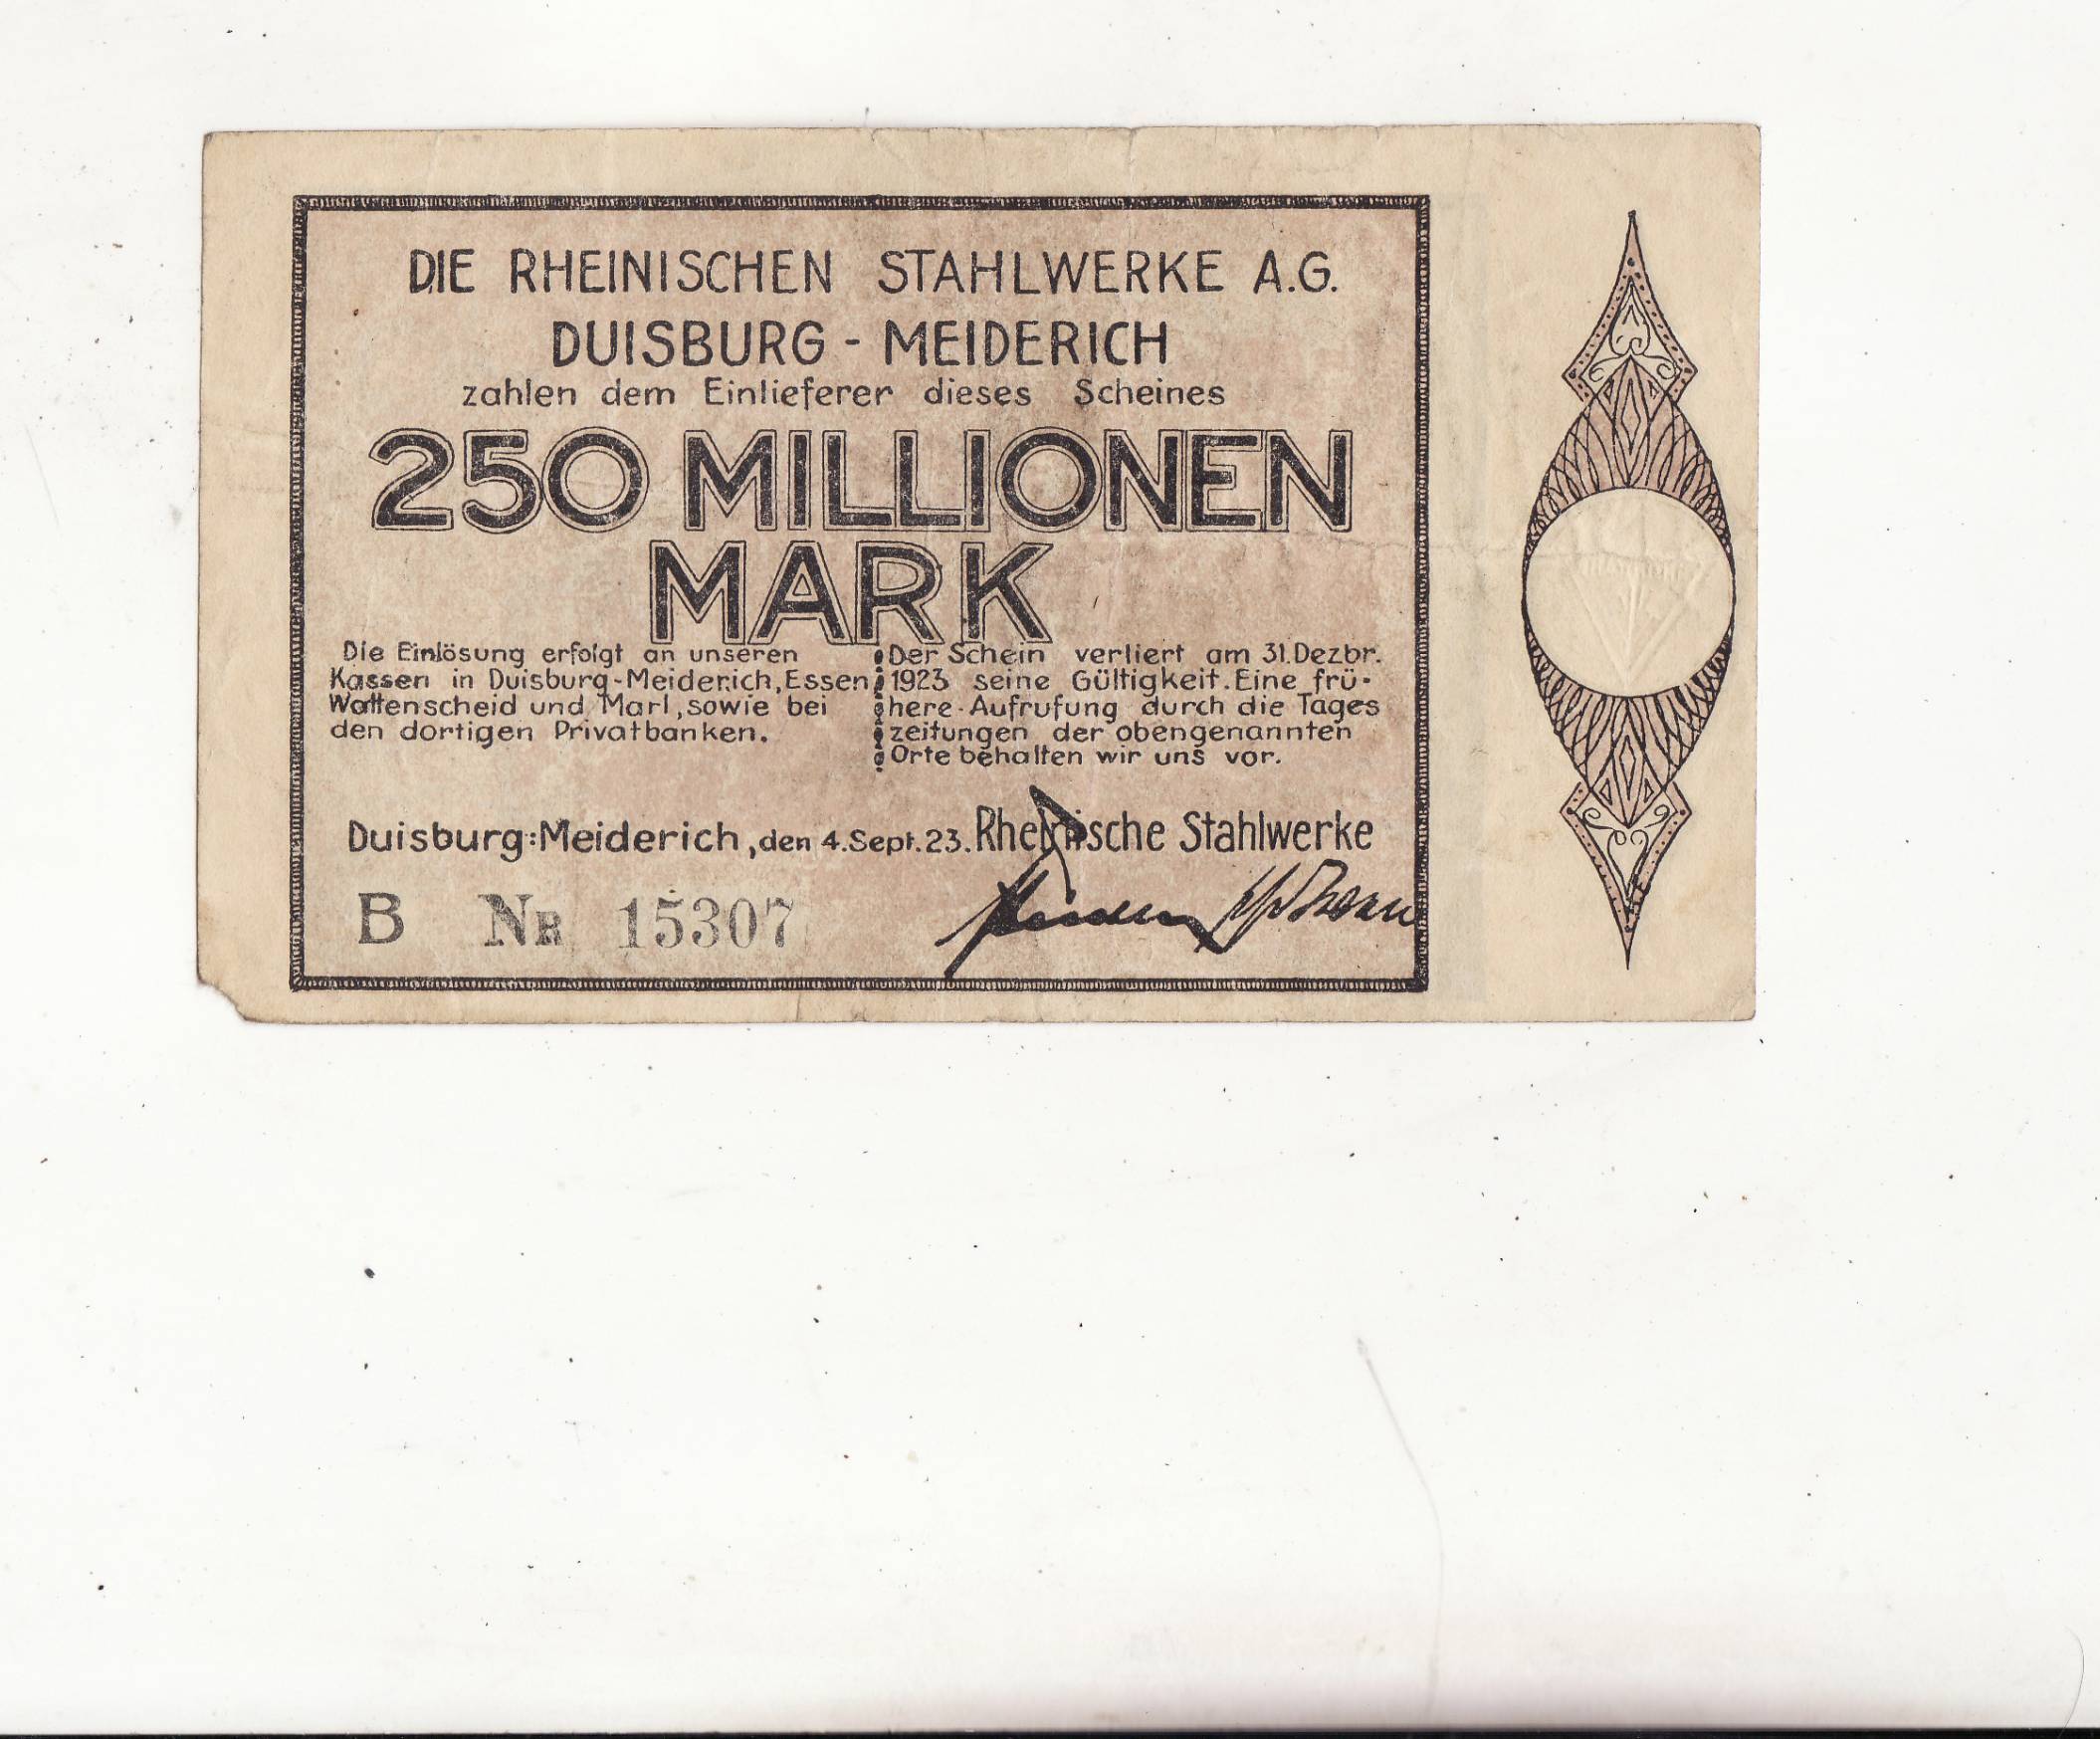 DIE RHEINISCHEN STAHLWERKE A.G.
DUISBURG - MEIDERICH
zahlen dem Einlieferer dieses Scheines
250 MILLIONEN
MARK
Die Einlösung erfolgt an unseren
Kassen in Duisburg-Meiderich, Essen
Wattenscheid und Marl, sowie bei
den dortigen Privatbanken.
Der Schein verliert am 31. Dezbr.
1923 seine Gültigkeit. Eine frü-
here Aufrufung durch die Tages
zeitungen der obengenannten
Orte behalten wir uns vor.
Duisburg-Meiderich, den 4. Sept. 23. Rheinische Stahlwerke
B NR 15307